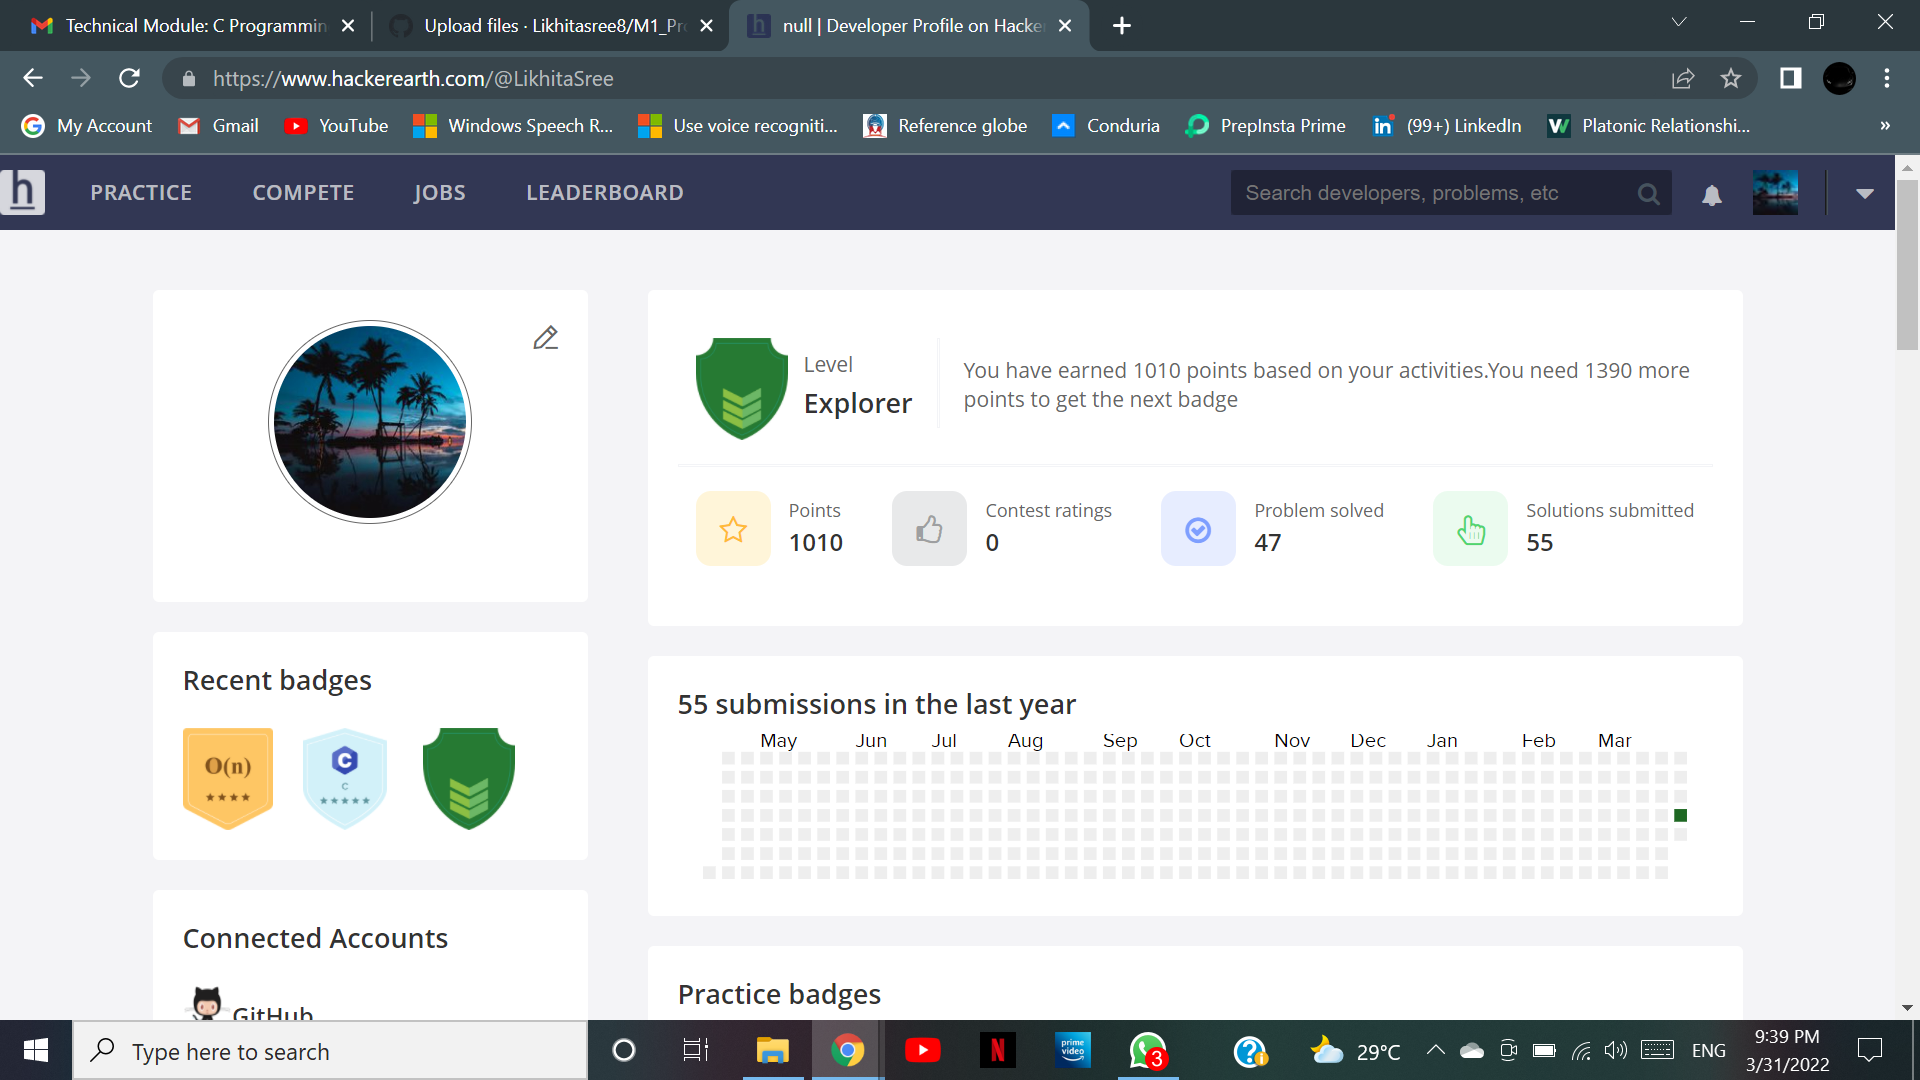 Technical Module: C Programmin
Upload files · Likhitasree8/M1_Pr
null | Developer Profile on Hacke
https://www.hackerearth.com/@LikhitaSree
My Account
Gmail
YouTube
Windows Speech R...
Use voice recogniti...
Reference globe
Conduria
PrepInsta Prime
(99+) LinkedIn
Platonic Relationshi...
»
h PRACTICE COMPETE JOBS LEADERBOARD
Search developers, problems, etc
Level
Explorer
You have earned 1010 points based on your activities.You need 1390 more
points to get the next badge
Points
1010
Contest ratings
0
Problem solved
47
Solutions submitted
55
Recent badges
O(n)
C
C
55 submissions in the last year
May Jun Jul Aug Sep Oct Nov Dec Jan Feb Mar
Connected Accounts
GitHub
Practice badges
Type here to search
N
prime video
3
29°C
ENG
9:39 PM
3/31/2022